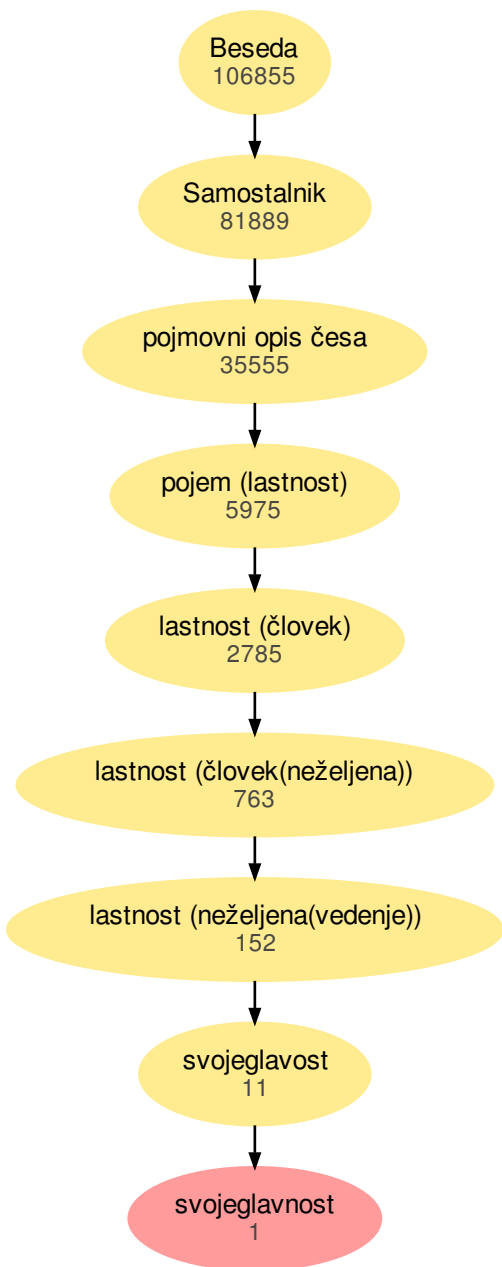 Beseda
106855
Samostalnik
81889
pojmovni opis česa
35555
pojem (lastnost)
5975
lastnost (človek)
2785
lastnost (človek(neželjena))
763
lastnost (neželjena(vedenje))
152
svojeglavost
11
svojeglavnost
1